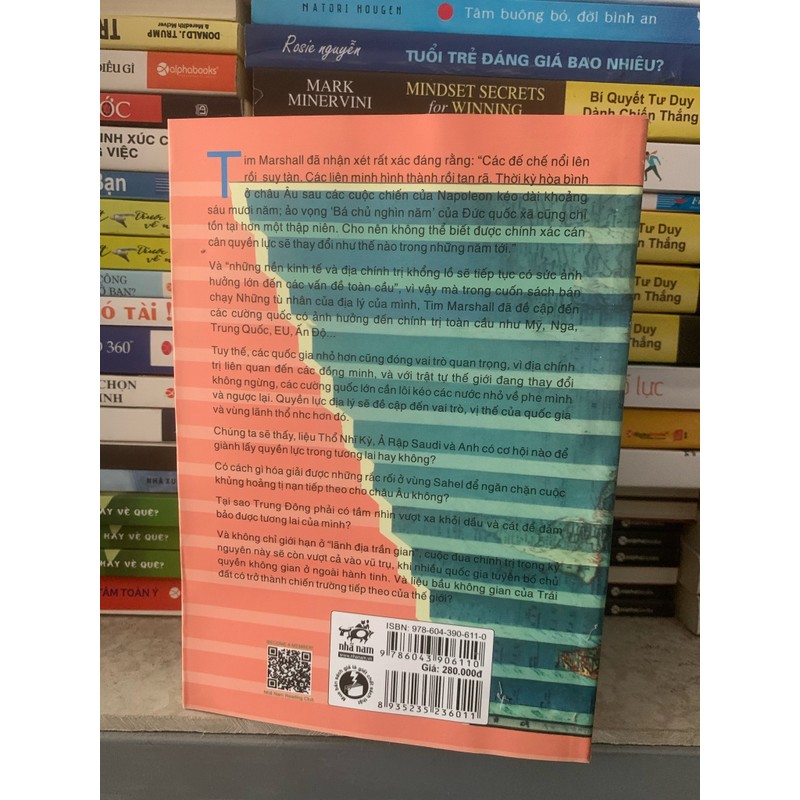 MATORI HOUGEN
Tâm buông bỏ, đời bình an
DONALD J. TRUMP
& Meredith McIver
Rosie nguyễn
TUỔI TRẺ ĐÁNG GIÁ BAO NHIÊU?
ĐIỀU GÌ
alphabooks
MARK
MINERVINI
MINDSET SECRETS
for WINNING
Bí Quyết Tư Duy
Dành Chiến Thắng
Tim Marshall đã nhận xét rất xác đáng rằng: “Các đế chế nổi lên
rồi suy tàn. Các liên minh hình thành rồi tan rã. Thời kỳ hòa bình
ở châu Âu sau các cuộc chiến của Napoleon kéo dài khoảng
sáu mươi năm; ảo vọng ‘Bá chủ nghìn năm’ của Đức quốc xã cũng chỉ
tồn tại hơn một thập niên. Cho nên không thể biết được chính xác cán
cân quyền lực sẽ thay đổi như thế nào trong những năm tới.”
Và “những nền kinh tế và địa chính trị khổng lồ sẽ tiếp tục có sức ảnh
hưởng lớn đến các vấn đề toàn cầu”, vì vậy mà trong cuốn sách bán
chạy Những tù nhân của địa lý của mình, Tim Marshall đã đề cập đến
các cường quốc có ảnh hưởng đến chính trị toàn cầu như Mỹ, Nga,
Trung Quốc, EU, Ấn Độ...
Tuy thế, các quốc gia nhỏ hơn cũng đóng vai trò quan trọng, vì địa chính
trị liên quan đến các đồng minh, và với trật tự thế giới đang thay đổi
không ngừng, các cường quốc lớn cần lôi kéo các nước nhỏ về phe mình
và ngược lại. Quyền lực địa lý sẽ đề cập đến vai trò, vị thế của quốc gia
và vùng lãnh thổ nhỏ hơn đó.
Chúng ta sẽ thấy, liệu Thổ Nhĩ Kỳ, Ả Rập Saudi và Anh có cơ hội nào để
giành lấy quyền lực trong tương lai hay không?
Có cách gì hóa giải được những rắc rối ở vùng Sahel để ngăn chặn cuộc
khủng hoảng tị nạn tiếp theo cho châu Âu không?
Tại sao Trung Đông phải có tầm nhìn vượt xa khỏi dầu và cát để đảm
bảo được tương lai của mình?
Và không chỉ giới hạn ở “lãnh địa trần gian”, cuộc đua chính trị trong kỷ
nguyên này sẽ còn vượt cả vào vũ trụ, khi nhiều quốc gia tuyên bố chủ
quyền không gian ở ngoài hành tinh. Và liệu bầu không gian của Trái
đất có trở thành chiến trường tiếp theo của thế giới?
ISBN: 978-604-390-611-0
nhã nam
9 786043 906110
Giá: 280.000đ
8 935235 236011
Nhã Nam Reading Club